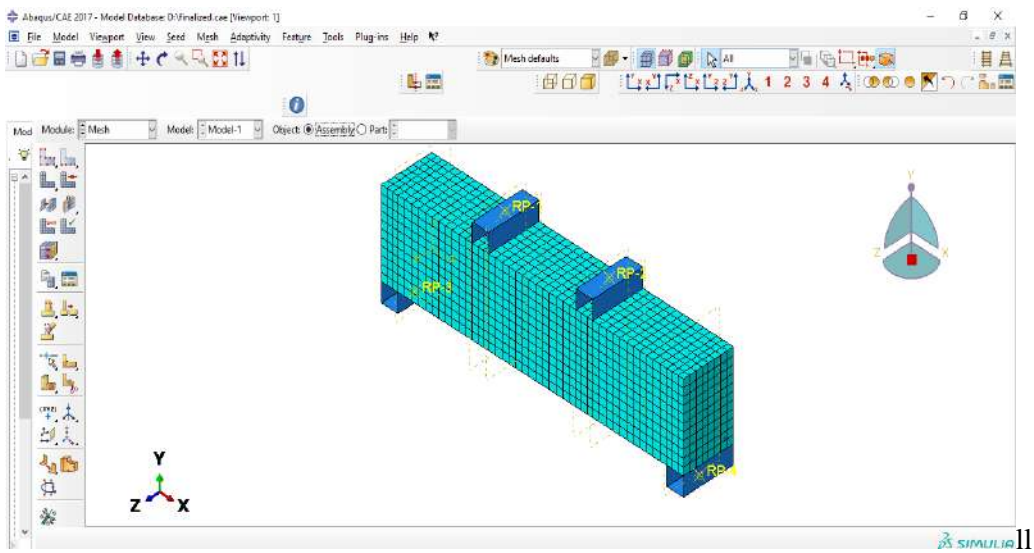 Abaqus/CAE 2017 - Model Database: D:\finalized.cae [Viewport: 1]
File Model Viewport View Seed Mesh Adaptivity Feature Tools Plug-ins Help
Mesh defaults All
1 2 3 4
Mod Module: Mesh Model: Model-1 Object: Assembly Part:
RP-1
RP-2
RP-3
RP-4
Y
Z X
Y
Z X
SIMULIA